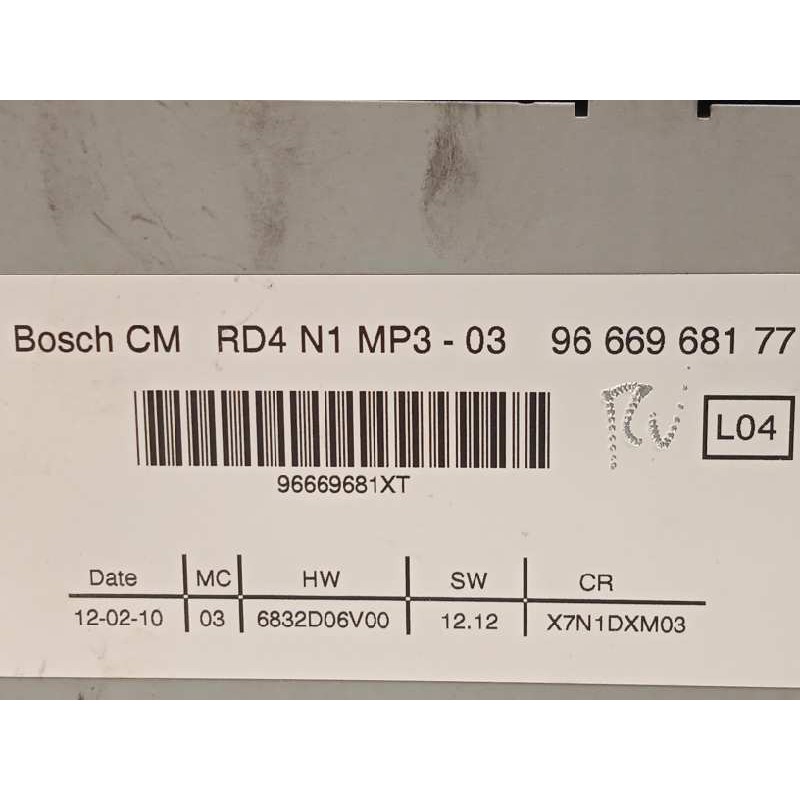 Bosch CM RD4 N1 MP3 - 03 96 669 681 77
L04
96669681XT
Date MC HW SW CR
12-02-10 03 6832D06V00 12.12 X7N1DXM03